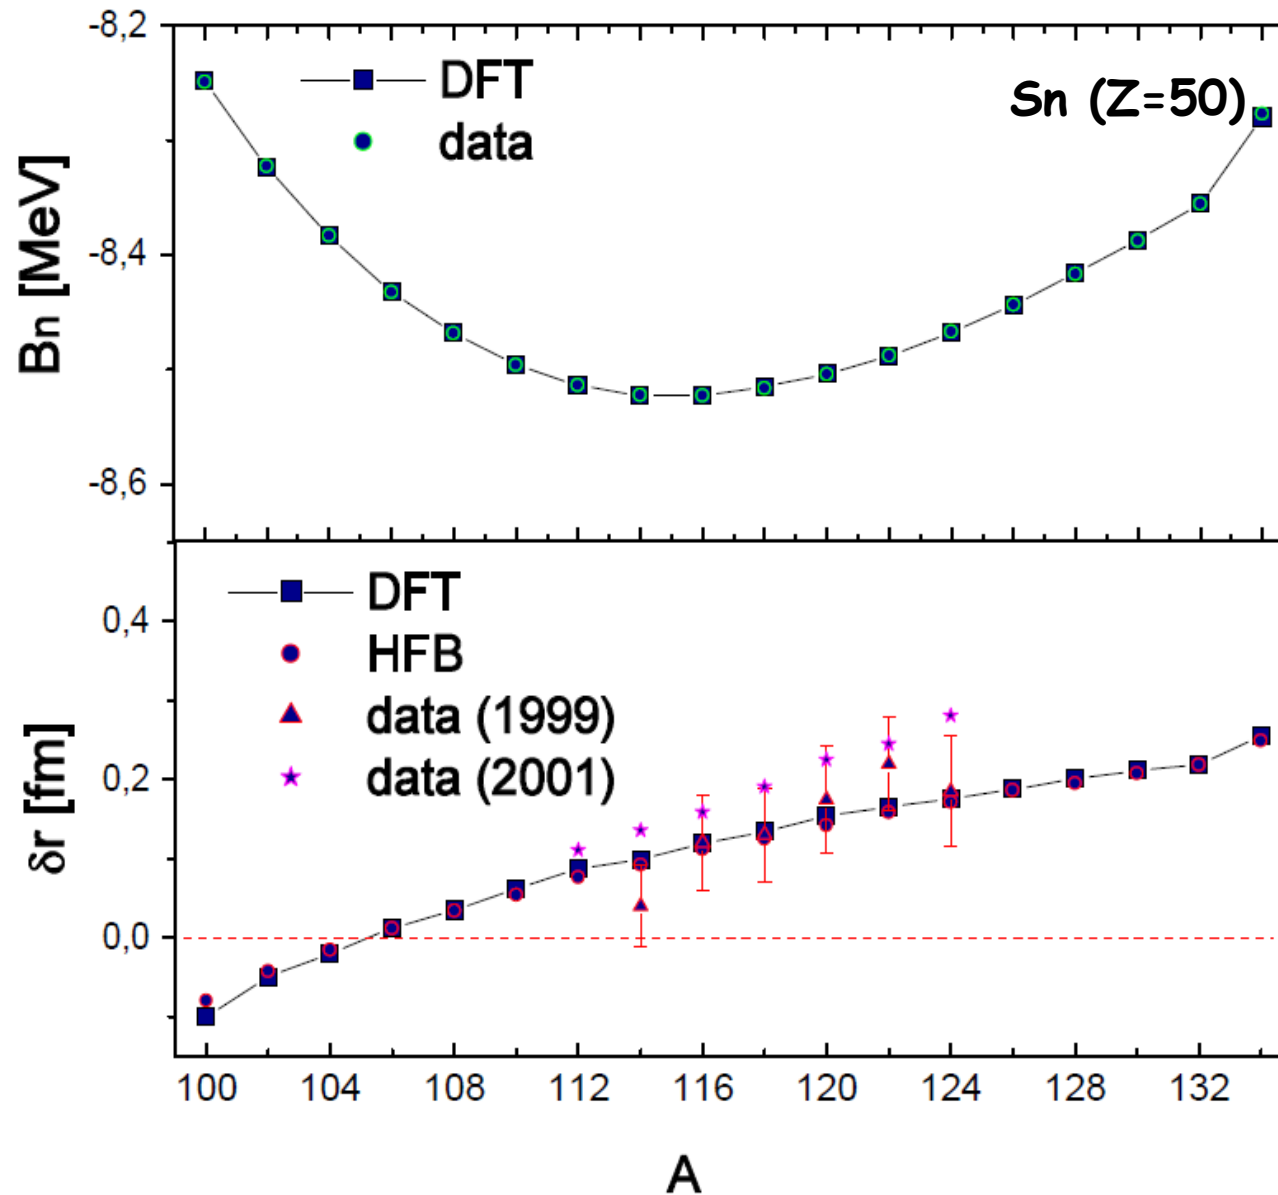 -8,2
DFT
data
Sn (Z=50)
-8,4
-8,6
Bn [MeV]
DFT
HFB
data (1999)
data (2001)
0,4
0,2
0,0
δr [fm]
100 104 108 112 116 120 124 128 132
A